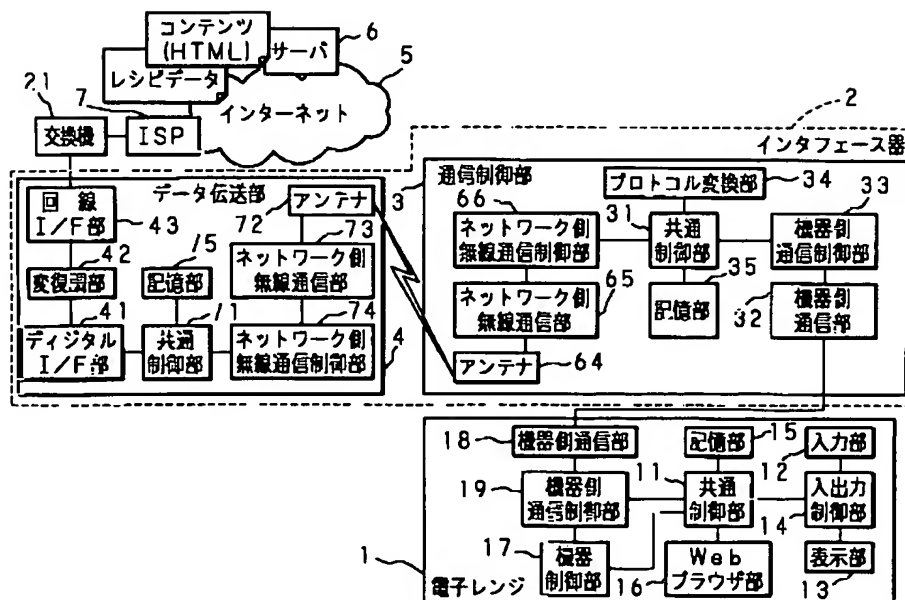 コンテンツ
(HTML)
サーバ
6
5
レシピデータ
インターネット
21
7
交換機
ISP
2
インタフェース器
データ伝送部
回線
I/F部
43
72
アンテナ
73
ネットワーク側
無線通信部
42
変復調部
75
記憶部
41
ディジタル
I/F部
71
共通
制御部
74
ネットワーク側
無線通信制御部
4
3
通信制御部
プロトコル変換部
34
66
ネットワーク側
無線通信制御部
31
共通
制御部
33
機器側
通信制御部
65
ネットワーク側
無線通信部
35
記憶部
32
機器側
通信部
アンテナ
64
18
機器側通信部
記憶部
15
12
入力部
19
機器側
通信制御部
11
共通
制御部
入出力
制御部
14
17
機器
制御部
16
Web
ブラウザ部
表示部
13
1
電子レンジ